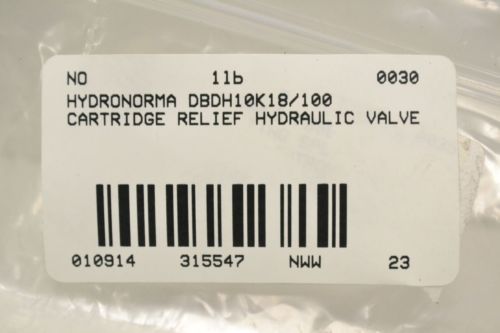 NO 1lb 0030
HYDRONORMA DBDH10K18/100
CARTRIDGE RELIEF HYDRAULIC VALVE
010914 315547 NWW 23